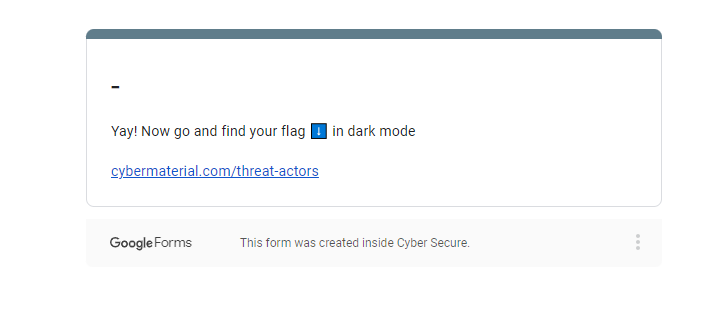 -
Yay! Now go and find your flag ⬇️ in dark mode
cybermaterial.com/threat-actors
Google Forms This form was created inside Cyber Secure.